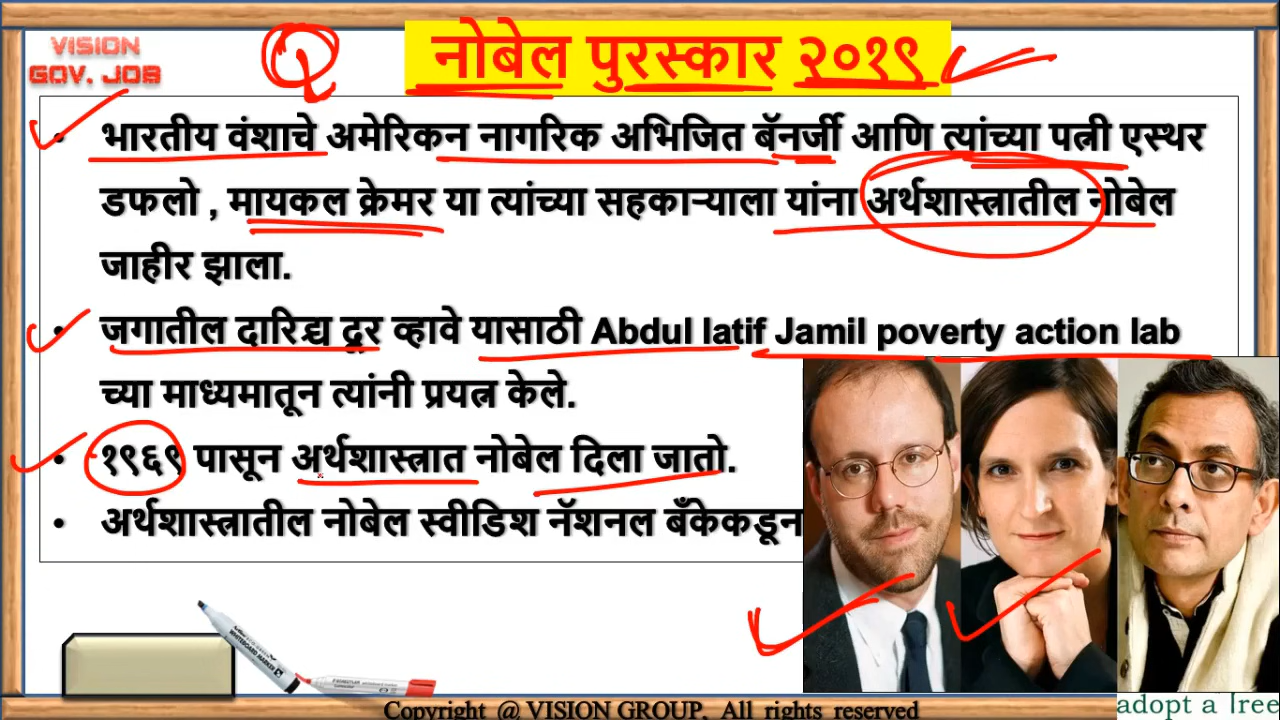 VISION
GOV. JOB
Q
नोबेल पुरस्कार २०१९
• भारतीय वंशाचे अमेरिकन नागरिक अभिजित बॅनर्जी आणि त्यांच्या पत्नी एस्थर
डफलो , मायकल क्रेमर या त्यांच्या सहकाऱ्याला यांना अर्थशास्त्रातील नोबेल
जाहीर झाला.
• जगातील दारिद्र्य दूर व्हावे यासाठी Abdul latif Jamil poverty action lab
च्या माध्यमातून त्यांनी प्रयत्न केले.
• १९६९ पासून अर्थशास्त्रात नोबेल दिला जातो.
• अर्थशास्त्रातील नोबेल स्वीडिश नॅशनल बँकेकडून
Copyright @ VISION GROUP, All rights reserved
adopt a Tree